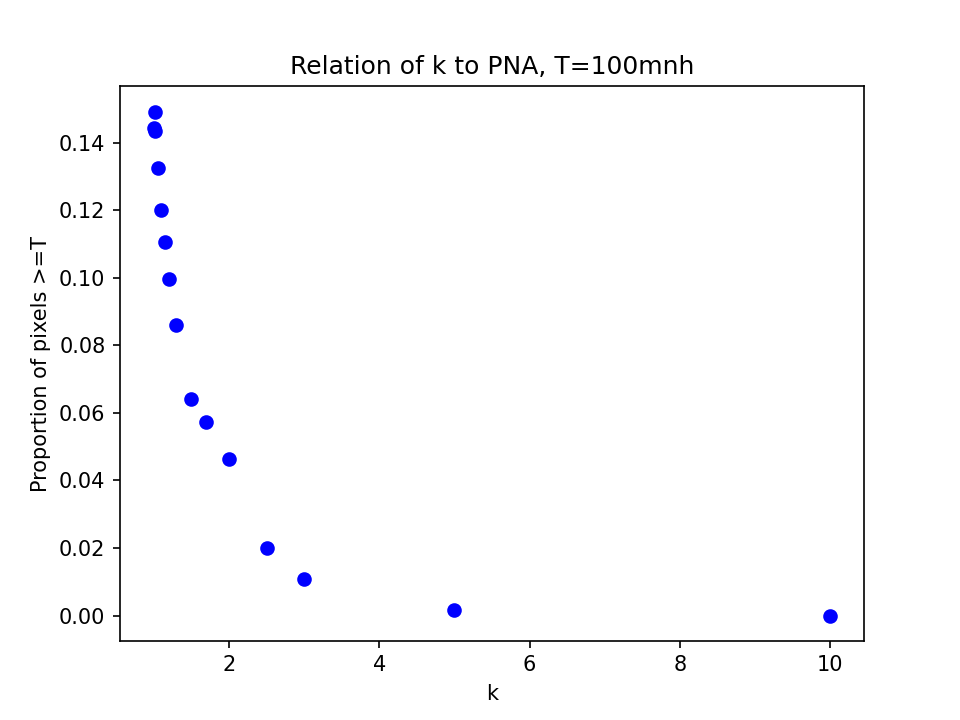 Relation of k to PNA, T=100mnh
Proportion of pixels >=T
0.14
0.12
0.10
0.08
0.06
0.04
0.02
0.00
2 4 6 8 10
k